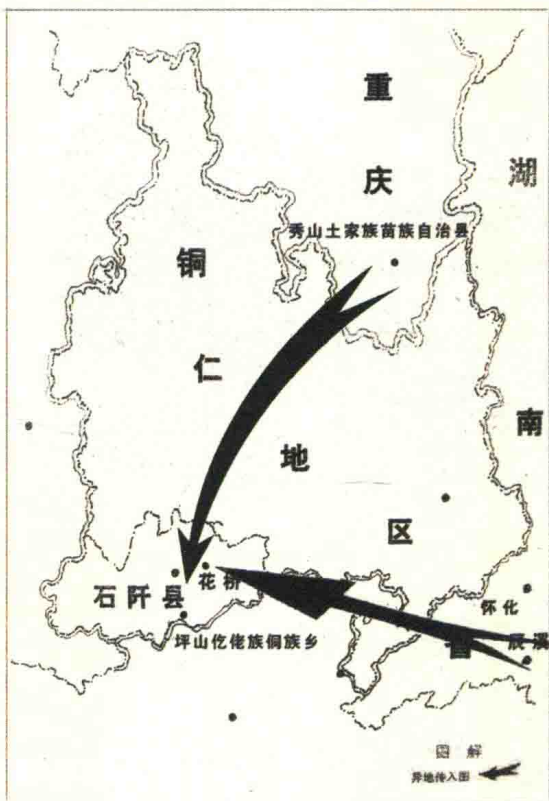 重庆
湖南
省
秀山土家族苗族自治县
铜仁地区
花桥
石阡县
坪山仡佬族侗族乡
怀化
辰溪
图解
异地传入图